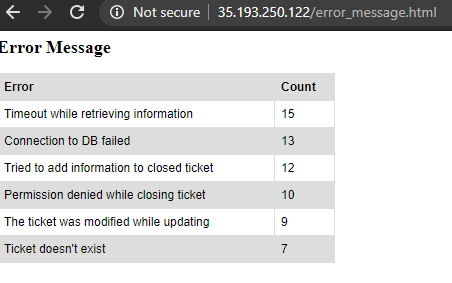 Not secure | 35.193.250.122/error_message.html
Error Message
Error Count
Timeout while retrieving information 15
Connection to DB failed 13
Tried to add information to closed ticket 12
Permission denied while closing ticket 10
The ticket was modified while updating 9
Ticket doesn't exist 7